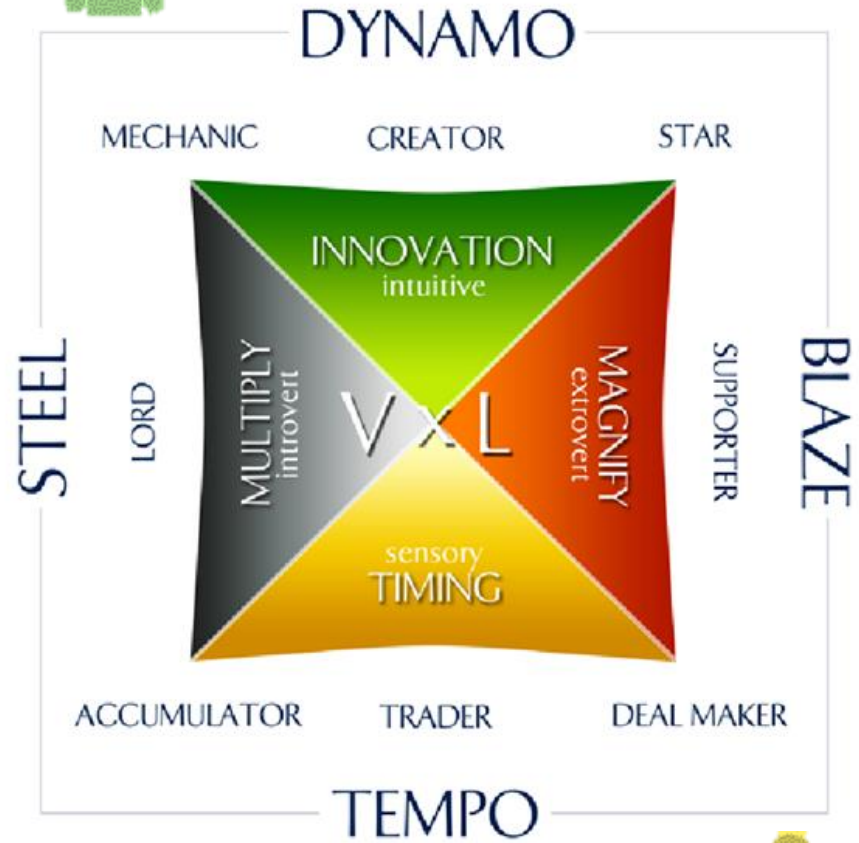 DYNAMO
MECHANIC
CREATOR
STAR
INNOVATION
intuitive
STEEL
LORD
MULTIPLY
introvert
V x L
MAGNIFY
extrovert
SUPPORTER
BLAZE
sensory
TIMING
ACCUMULATOR
TRADER
DEAL MAKER
TEMPO